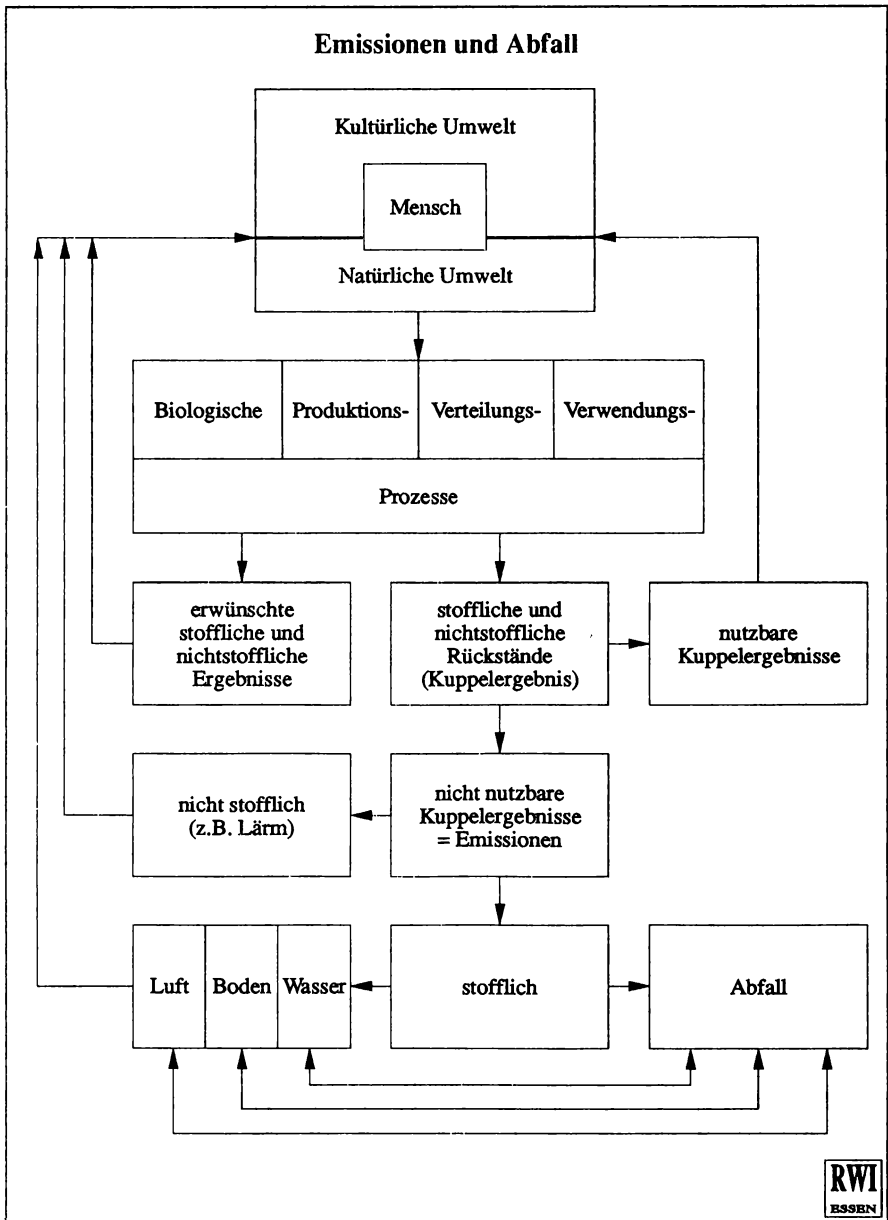 Emissionen und Abfall
Kultürliche Umwelt
Mensch
Natürliche Umwelt
Biologische
Produktions-
Verteilungs-
Verwendungs-
Prozesse
erwünschte
stoffliche und
nichtstoffliche
Ergebnisse
stoffliche und
nichtstoffliche
Rückstände
(Kuppelergebnis)
nutzbare
Kuppelergebnisse
nicht stofflich
(z.B. Lärm)
nicht nutzbare
Kuppelergebnisse
= Emissionen
Luft
Boden
Wasser
stofflich
Abfall
RWI
ESSEN